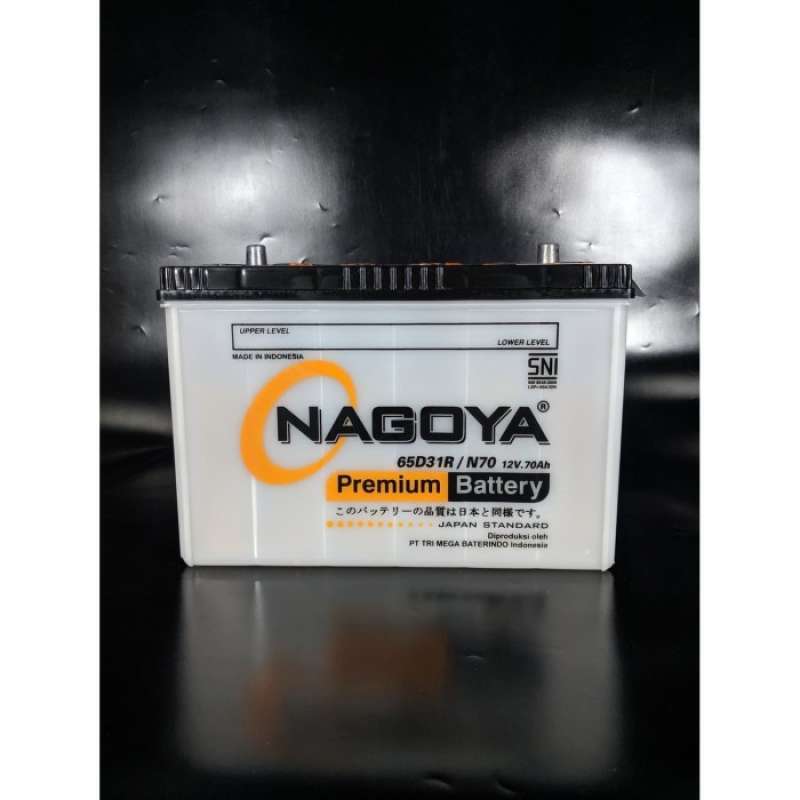 UPPER LEVEL
LOWER LEVEL
MADE IN INDONESIA
SNI
NAGOYA®
65D31R / N70 12V.70Ah
Premium Battery
このバッテリーの品質は日本と同様です。
JAPAN STANDARD
Diproduksi oleh
PT TRI MEGA BATERINDO Indonesia